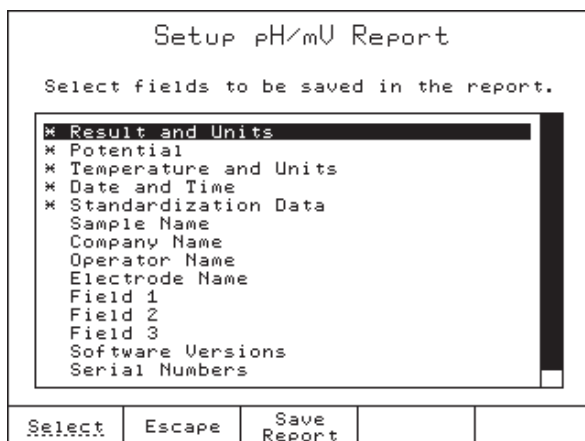 Setup pH/mV Report
Select fields to be saved in the report.
* Result and Units
* Potential
* Temperature and Units
* Date and Time
* Standardization Data
Sample Name
Company Name
Operator Name
Electrode Name
Field 1
Field 2
Field 3
Software Versions
Serial Numbers
Select
Escape
Save
Report